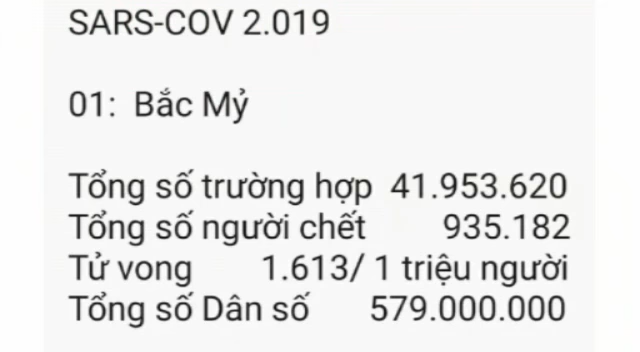 SARS-COV 2.019
01: Bắc Mỷ
Tổng số trường hợp 41.953.620
Tổng số người chết 935.182
Tử vong 1.613/ 1 triệu người
Tổng số Dân số 579.000.000